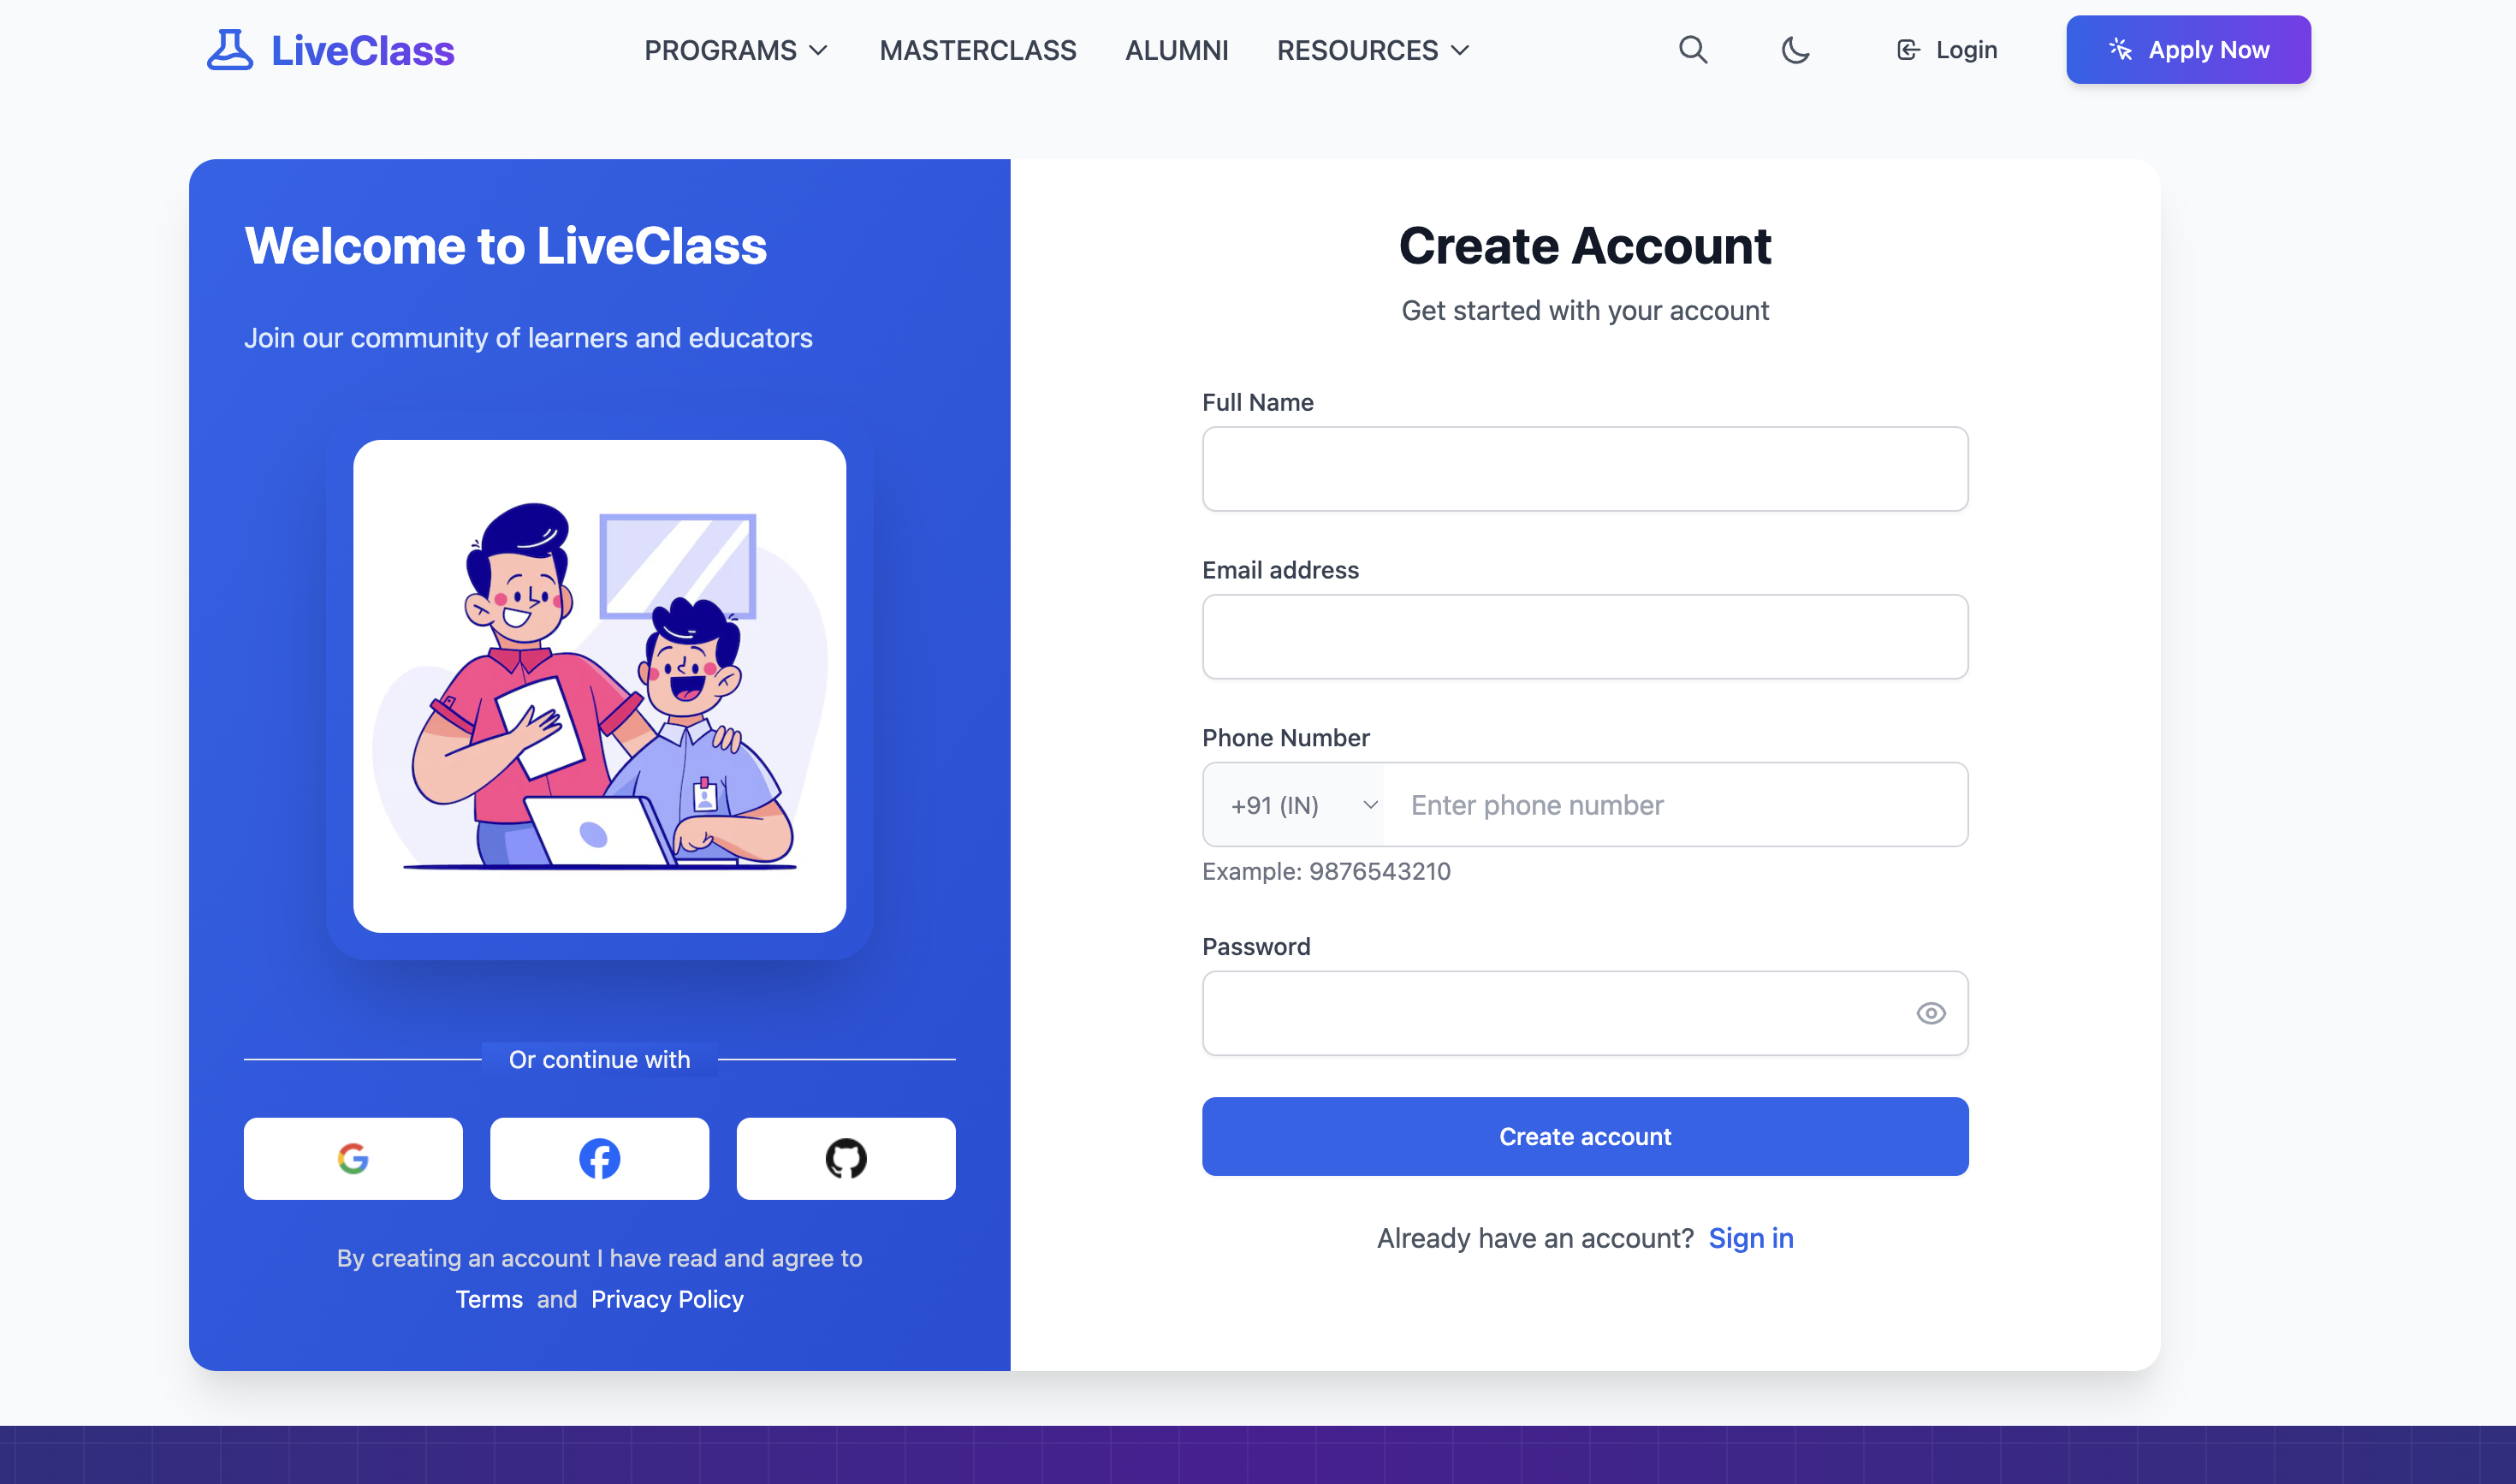 LiveClass
PROGRAMS
MASTERCLASS
ALUMNI
RESOURCES
Login
Apply Now
Welcome to LiveClass
Join our community of learners and educators
Or continue with
By creating an account I have read and agree to
Terms and Privacy Policy
Create Account
Get started with your account
Full Name
Email address
Phone Number
+91 (IN)
Enter phone number
Example: 9876543210
Password
Create account
Already have an account? Sign in